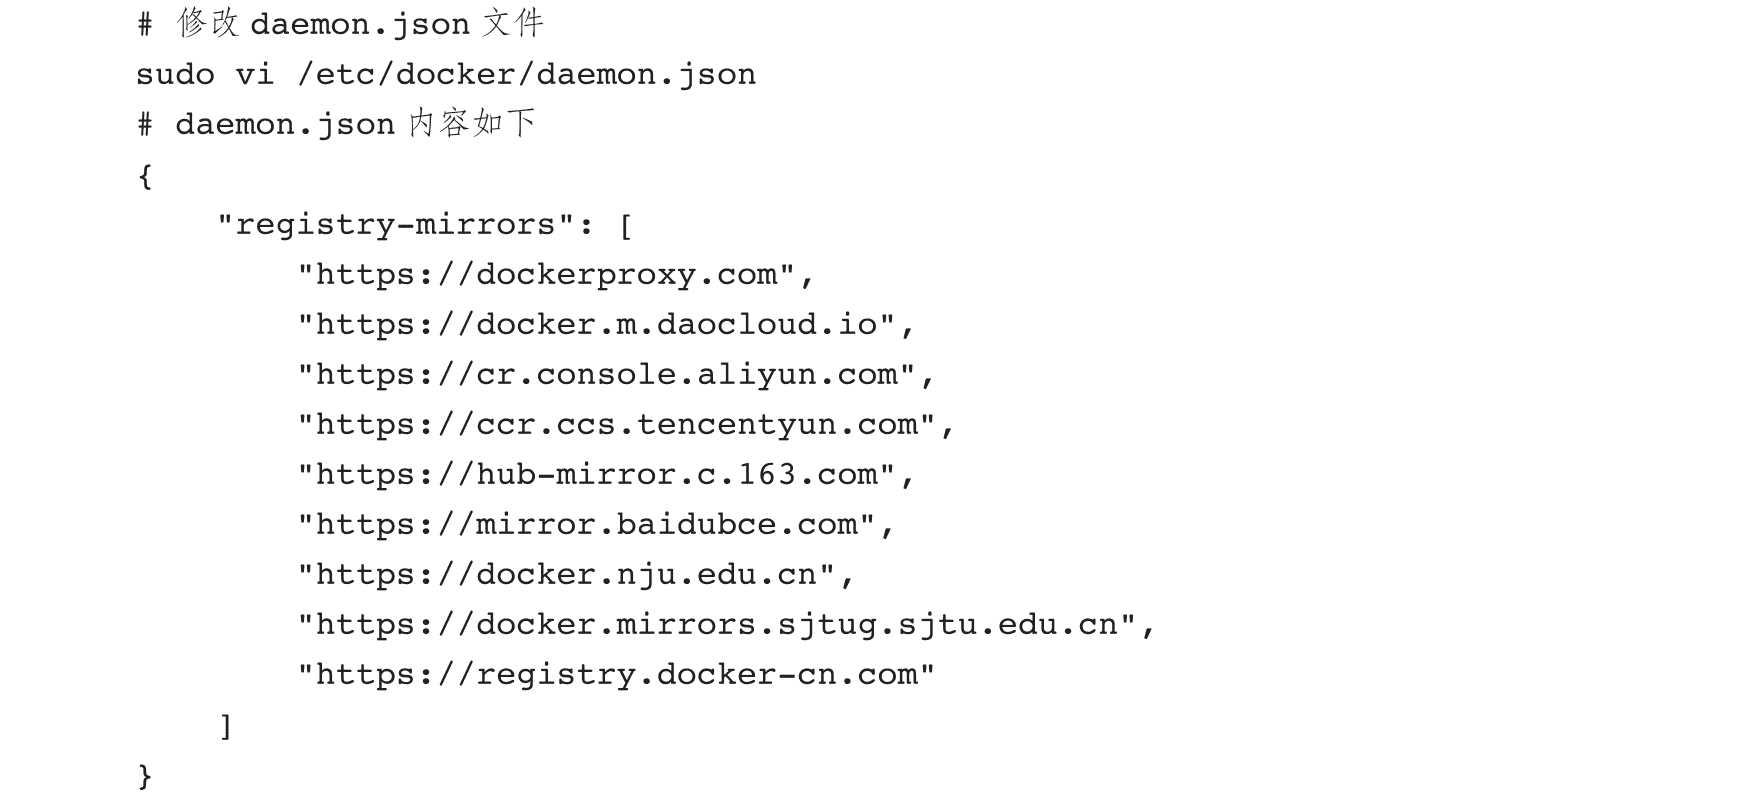 # 修改 daemon.json 文件
sudo vi /etc/docker/daemon.json
# daemon.json 内容如下
{
    "registry-mirrors": [
        "https://dockerproxy.com",
        "https://docker.m.daocloud.io",
        "https://cr.console.aliyun.com",
        "https://ccr.ccs.tencentyun.com",
        "https://hub-mirror.c.163.com",
        "https://mirror.baidubce.com",
        "https://docker.nju.edu.cn",
        "https://docker.mirrors.sjtug.sjtu.edu.cn",
        "https://registry.docker-cn.com"
    ]
}